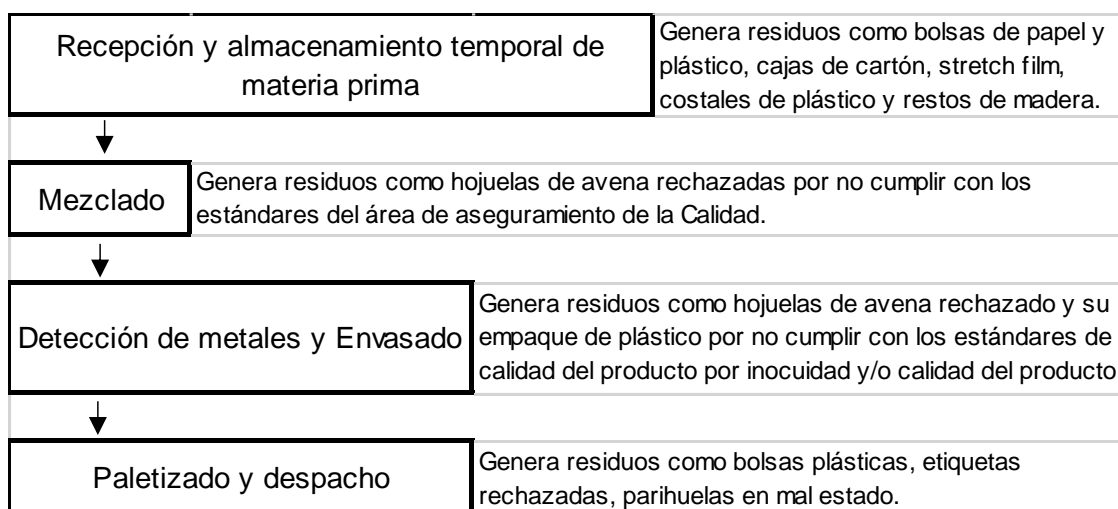 Recepción y almacenamiento temporal de
materia prima
Genera residuos como bolsas de papel y
plástico, cajas de cartón, stretch film,
costales de plástico y restos de madera.
Mezclado
Genera residuos como hojuelas de avena rechazadas por no cumplir con los
estándares del área de aseguramiento de la Calidad.
Detección de metales y Envasado
Genera residuos como hojuelas de avena rechazado y su
empaque de plástico por no cumplir con los estándares de
calidad del producto por inocuidad y/o calidad del producto
Paletizado y despacho
Genera residuos como bolsas plásticas, etiquetas
rechazadas, parihuelas en mal estado.